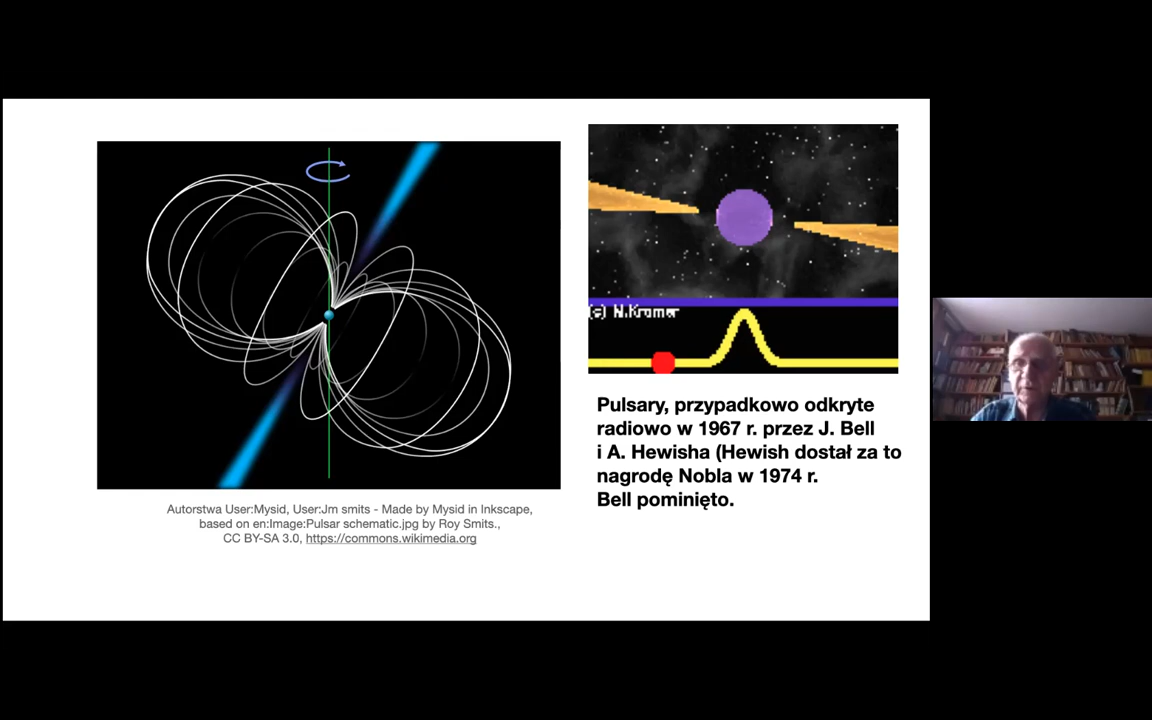 (c) N.Kromer
Pulsary, przypadkowo odkryte
radiowo w 1967 r. przez J. Bell
i A. Hewisha (Hewish dostał za to
nagrodę Nobla w 1974 r.
Bell pominięto.
Autorstwa User:Mysid, User:Jm smits - Made by Mysid in Inkscape,
based on en:Image:Pulsar schematic.jpg by Roy Smits.,
CC BY-SA 3.0, https://commons.wikimedia.org